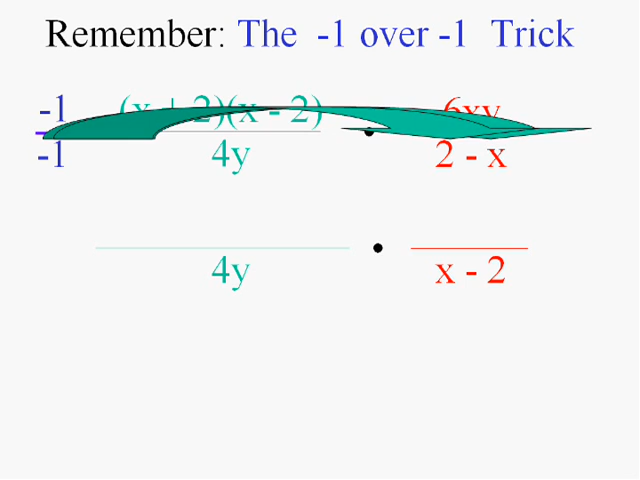 Remember: The -1 over -1 Trick
-1 (x + 2)(x - 2) • 6xy
-1 4y 2 - x
•
4y x - 2